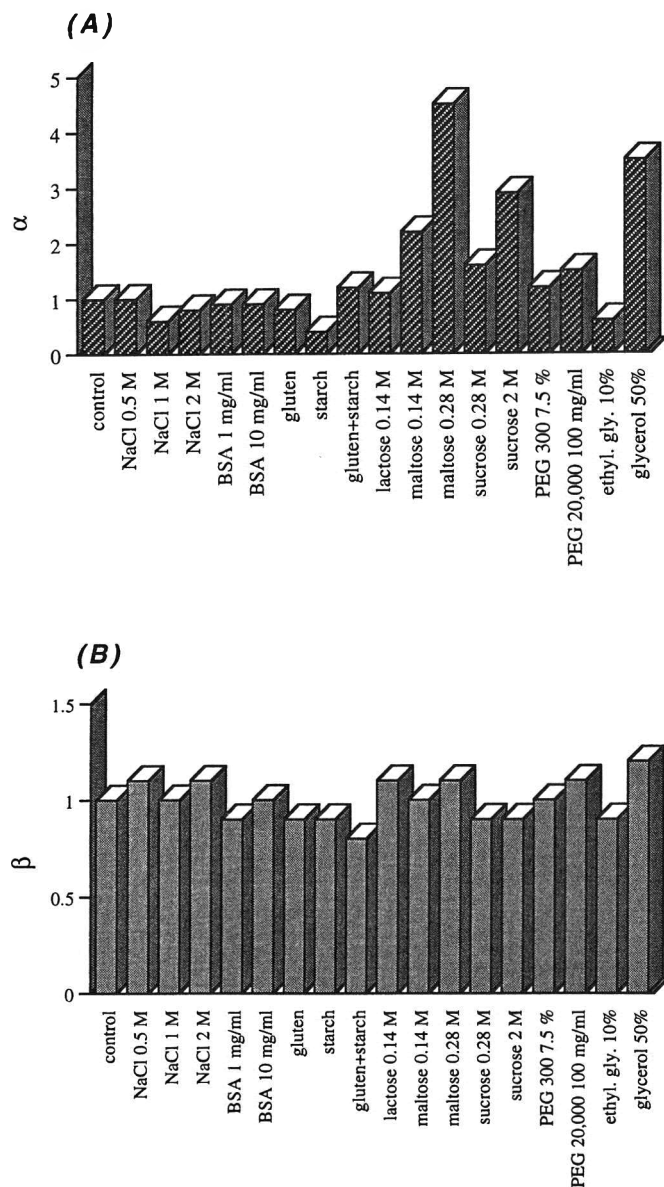 (A)
5
4
3
2
1
0
α
control
NaCl 0.5 M
NaCl 1 M
NaCl 2 M
BSA 1 mg/ml
BSA 10 mg/ml
gluten
starch
gluten+starch
lactose 0.14 M
maltose 0.14 M
maltose 0.28 M
sucrose 0.28 M
sucrose 2 M
PEG 300 7.5 %
PEG 20,000 100 mg/ml
ethyl. gly. 10%
glycerol 50%
(B)
1.5
1
0.5
0
β
control
NaCl 0.5 M
NaCl 1 M
NaCl 2 M
BSA 1 mg/ml
BSA 10 mg/ml
gluten
starch
gluten+starch
lactose 0.14 M
maltose 0.14 M
maltose 0.28 M
sucrose 0.28 M
sucrose 2 M
PEG 300 7.5 %
PEG 20,000 100 mg/ml
ethyl. gly. 10%
glycerol 50%